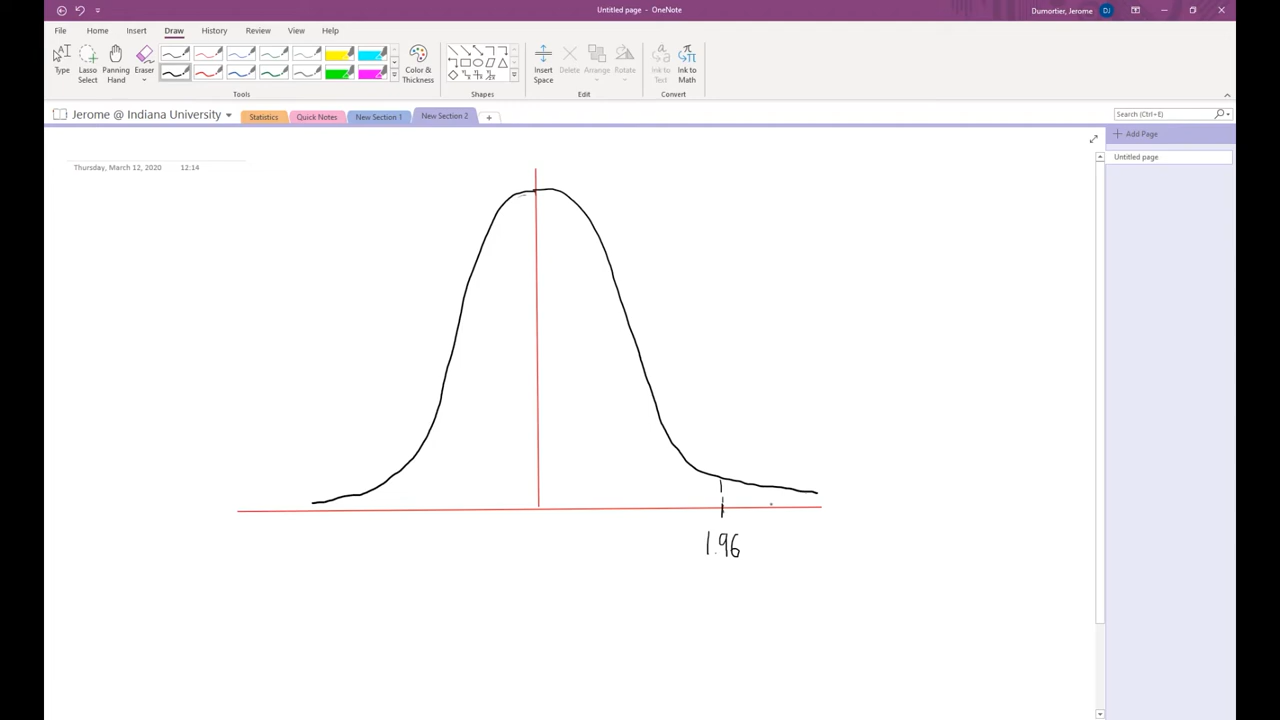 Untitled page - OneNote
Dumortier, Jerome
DJ
File Home Insert Draw History Review View Help
Type
Lasso Select
Panning Hand
Eraser
Color & Thickness
Insert Space
Delete
Arrange
Rotate
Ink to Text
Ink to Math
Tools
Shapes
Edit
Convert
Jerome @ Indiana University
Statistics
Quick Notes
New Section 1
New Section 2
Search (Ctrl+E)
Add Page
Untitled page
Thursday, March 12, 2020 12:14
1.96